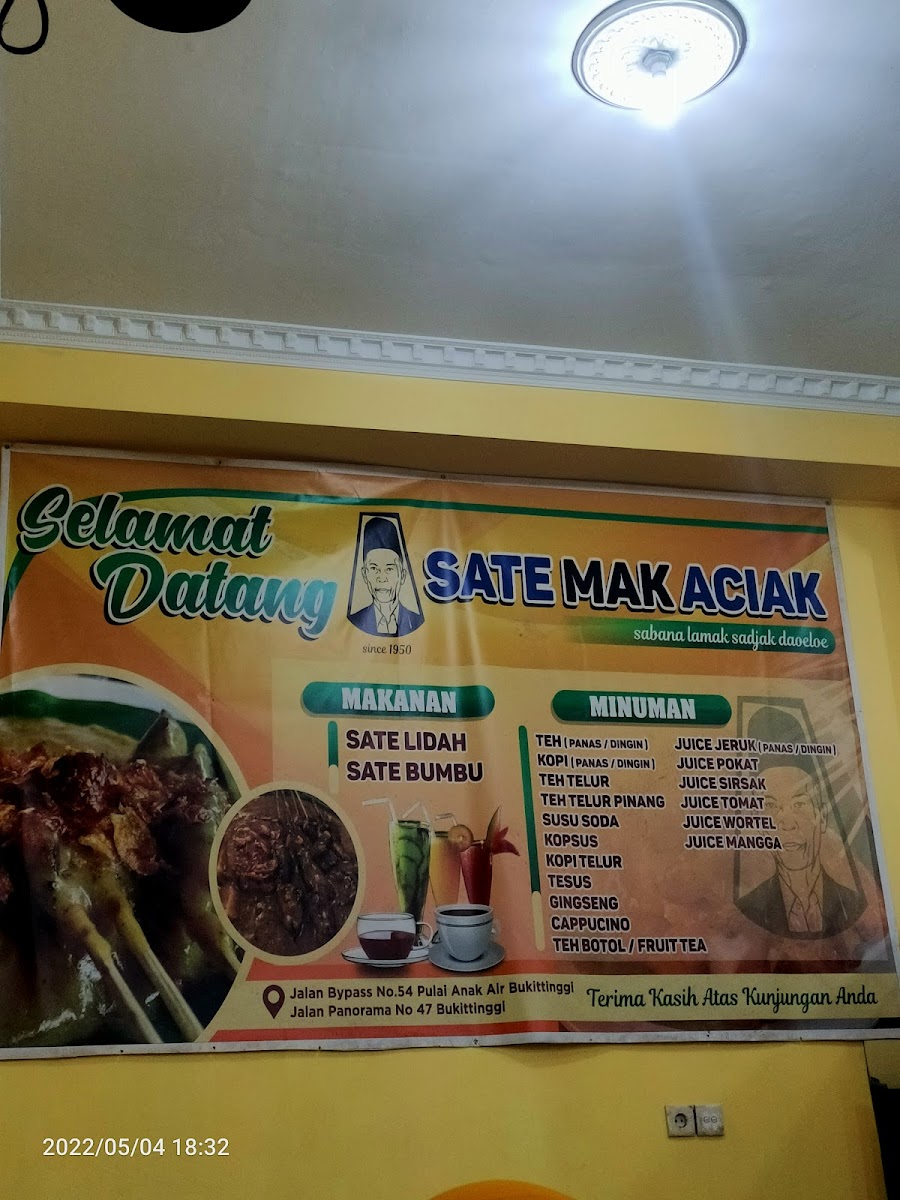 Selamat
Datang
SATE MAK ACIAK
sabana lamak sadjak daoeloe
since 1950
MAKANAN
SATE LIDAH
SATE BUMBU
MINUMAN
TEH ( PANAS / DINGIN )
KOPI ( PANAS / DINGIN )
TEH TELUR
TEH TELUR PINANG
SUSU SODA
KOPSUS
KOPI TELUR
TESUS
GINGSENG
CAPPUCINO
TEH BOTOL / FRUIT TEA
JUICE JERUK ( PANAS / DINGIN )
JUICE POKAT
JUICE SIRSAK
JUICE TOMAT
JUICE WORTEL
JUICE MANGGA
Jalan Bypass No.54 Pulai Anak Air Bukittinggi
Jalan Panorama No 47 Bukittinggi
Terima Kasih Atas Kunjungan Anda
2022/05/04 18:32